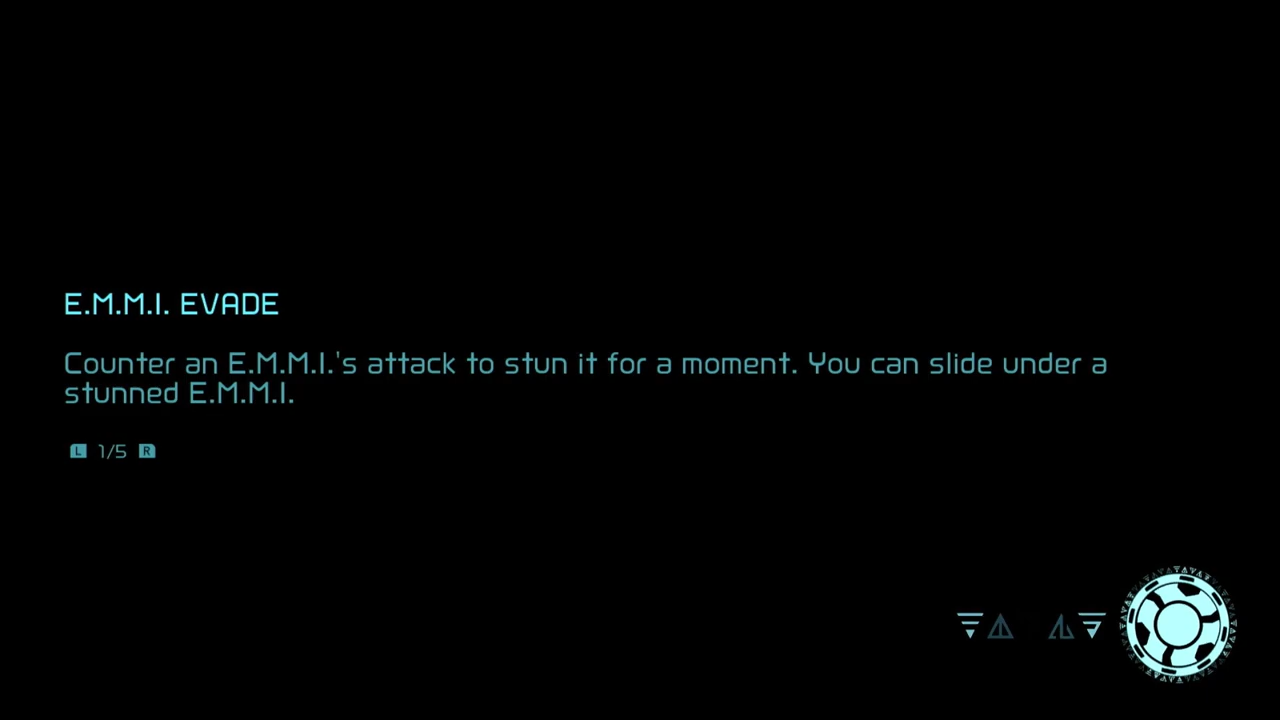 E.M.M.I. EVADE
Counter an E.M.M.I.'s attack to stun it for a moment. You can slide under a
stunned E.M.M.I.
L 1/5 R